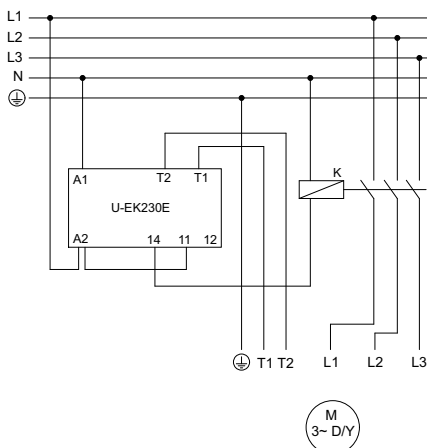 L1
L2
L3
N
A1 T2 T1
K
U-EK230E
A2 14 11 12
T1 T2 L1 L2 L3
M
3~ D/Y